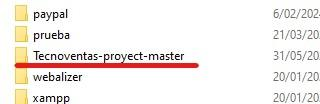 paypal 6/02/202
prueba 21/03/20
Tecnoventas-proyect-master 31/05/20
webalizer 20/01/20
xampp 20/01/20